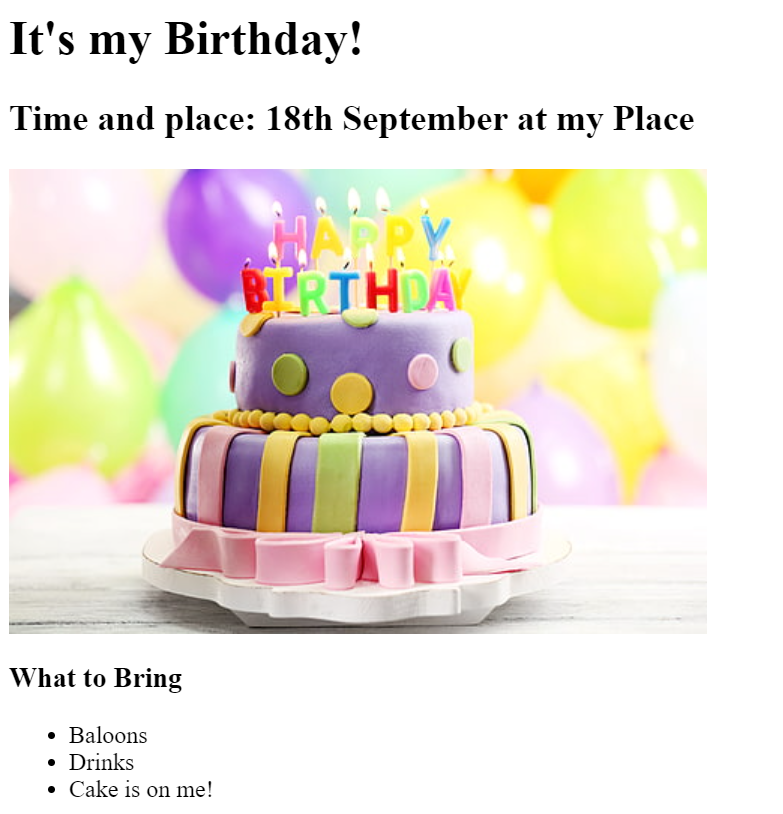 It's my Birthday!
Time and place: 18th September at my Place
HAPPY
BIRTHDAY
What to Bring
Baloons
Drinks
Cake is on me!